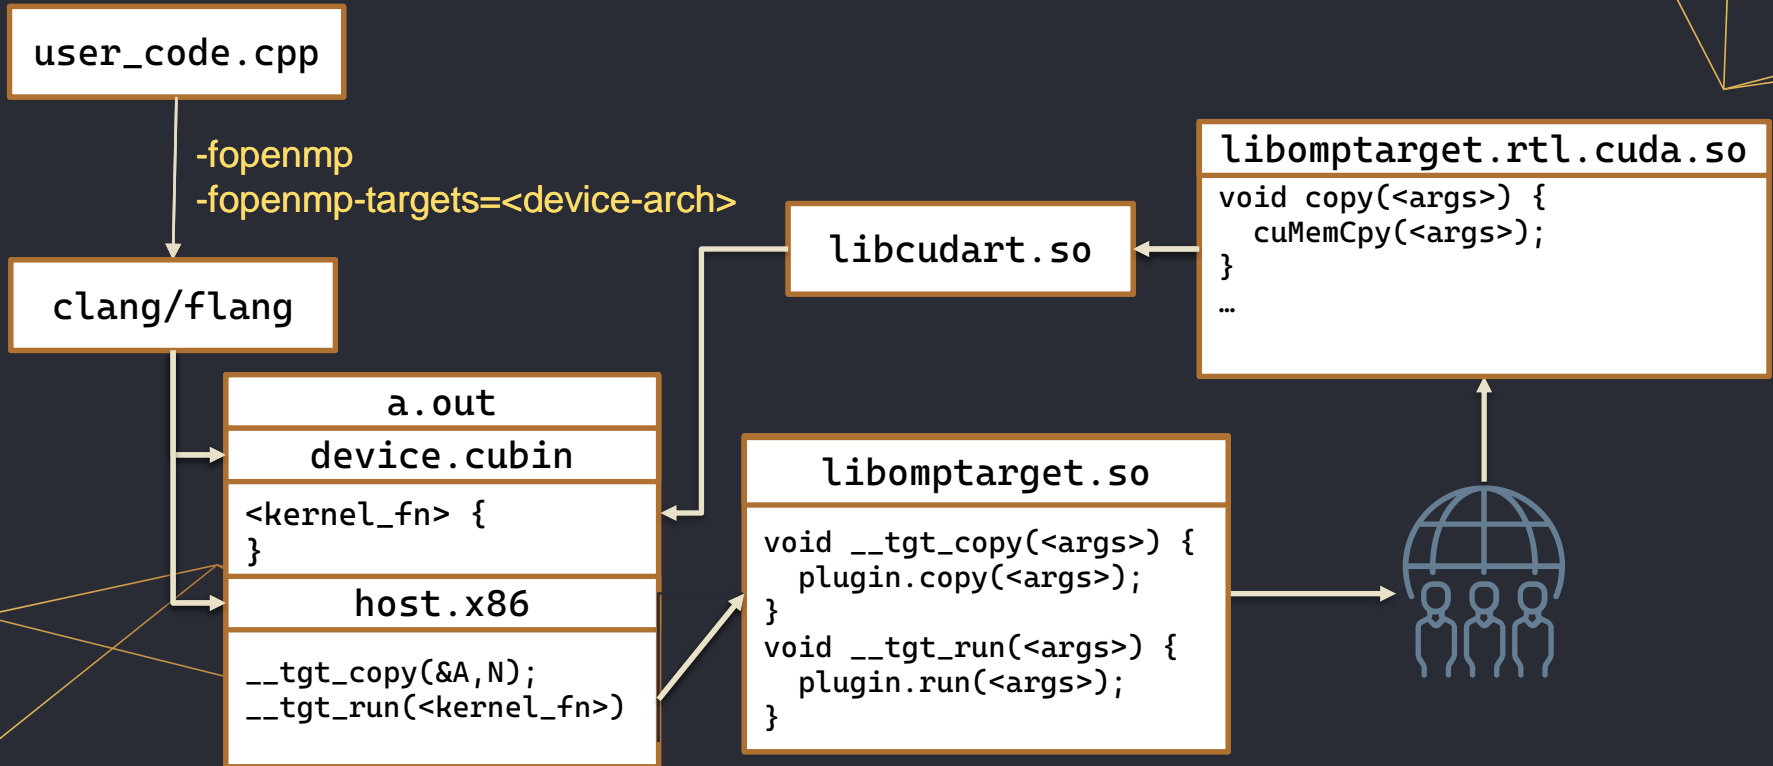 user_code.cpp
-fopenmp
-fopenmp-targets=<device-arch>
clang/flang
a.out
device.cubin
<kernel_fn> {
}
host.x86
__tgt_copy(&A,N);
__tgt_run(<kernel_fn>)
libomptarget.so
void __tgt_copy(<args>) {
  plugin.copy(<args>);
}
void __tgt_run(<args>) {
  plugin.run(<args>);
}
libcudart.so
libomptarget.rtl.cuda.so
void copy(<args>) {
  cuMemCpy(<args>);
}
…